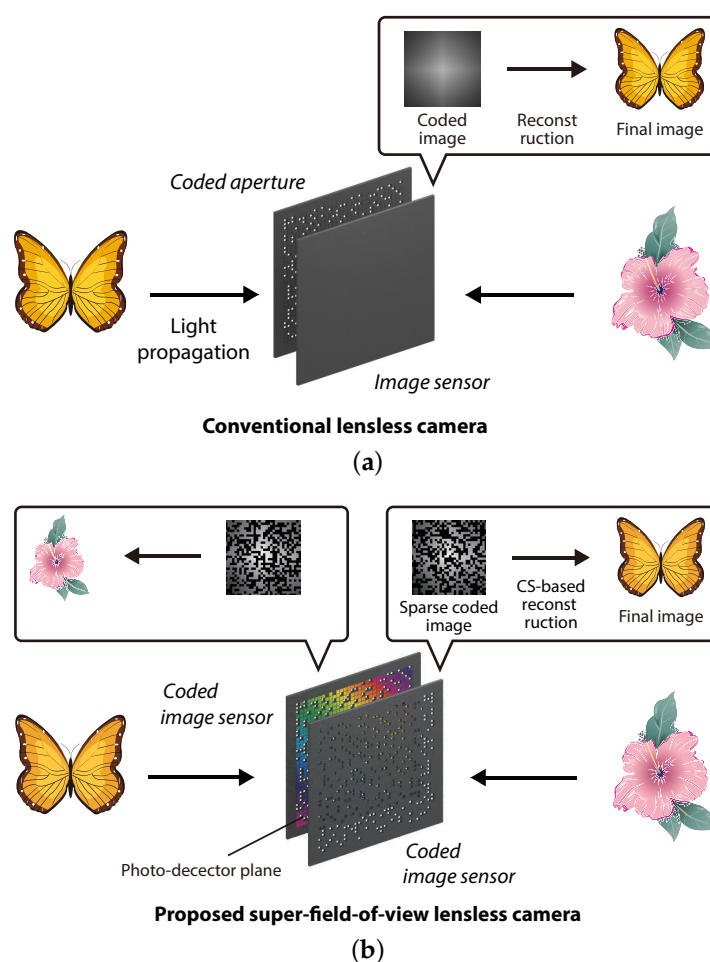 Coded
image
Reconst
ruction
Final image
Coded aperture
Light
propagation
Image sensor
Conventional lensless camera
(a)
Sparse coded
image
CS-based
reconst
ruction
Final image
Coded
image sensor
Photo-decector plane
Coded
image sensor
Proposed super-field-of-view lensless camera
(b)